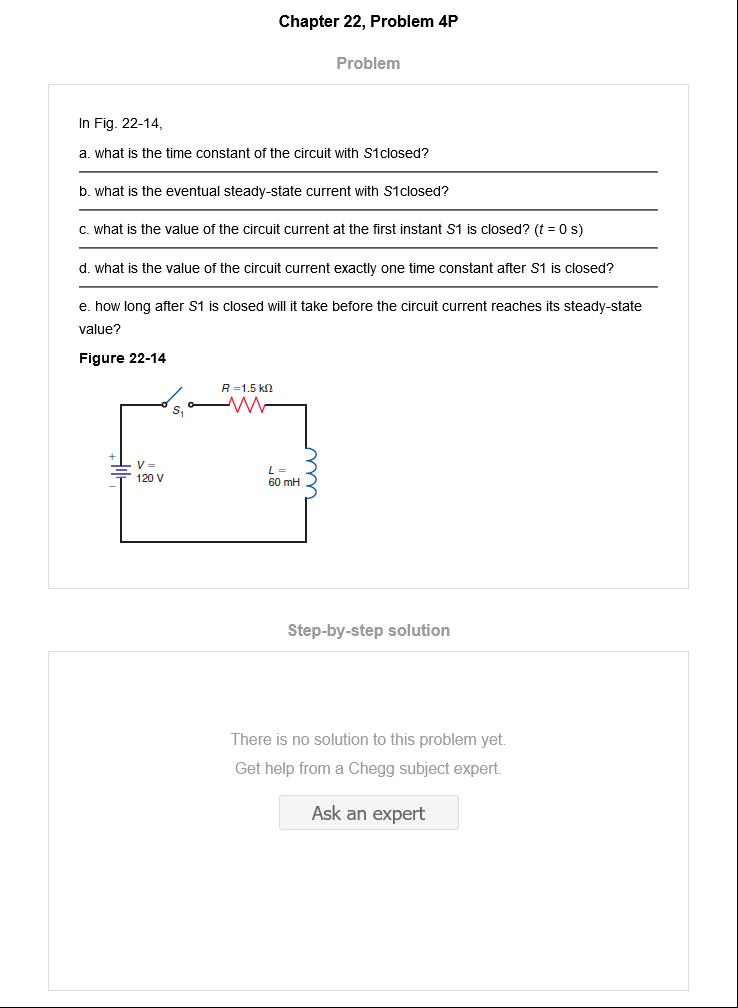 Chapter 22, Problem 4P
Problem
In Fig. 22-14,
a. what is the time constant of the circuit with S1closed?
b. what is the eventual steady-state current with S1closed?
c. what is the value of the circuit current at the first instant S1 is closed? (t = 0 s)
d. what is the value of the circuit current exactly one time constant after S1 is closed?
e. how long after S1 is closed will it take before the circuit current reaches its steady-state
value?
Figure 22-14
R =1.5 kΩ
S1
+
V =
120 V
−
L =
60 mH
Step-by-step solution
There is no solution to this problem yet.
Get help from a Chegg subject expert.
Ask an expert